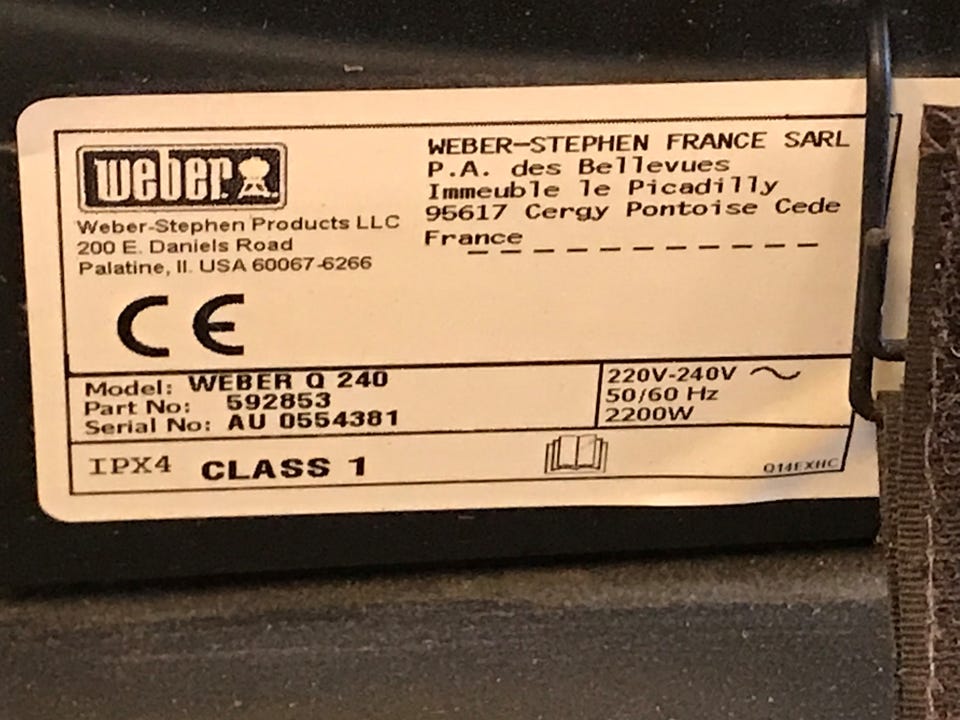 weber
Weber-Stephen Products LLC
200 E. Daniels Road
Palatine, Il. USA 60067-6266
CE
WEBER-STEPHEN FRANCE SARL
P.A. des Bellevues
Immeuble le Picadilly
95617 Cergy Pontoise Cede
France
Model: WEBER Q 240
Part No: 592853
Serial No: AU 0554381
220V-240V
50/60 Hz
2200W
IPX4 CLASS 1